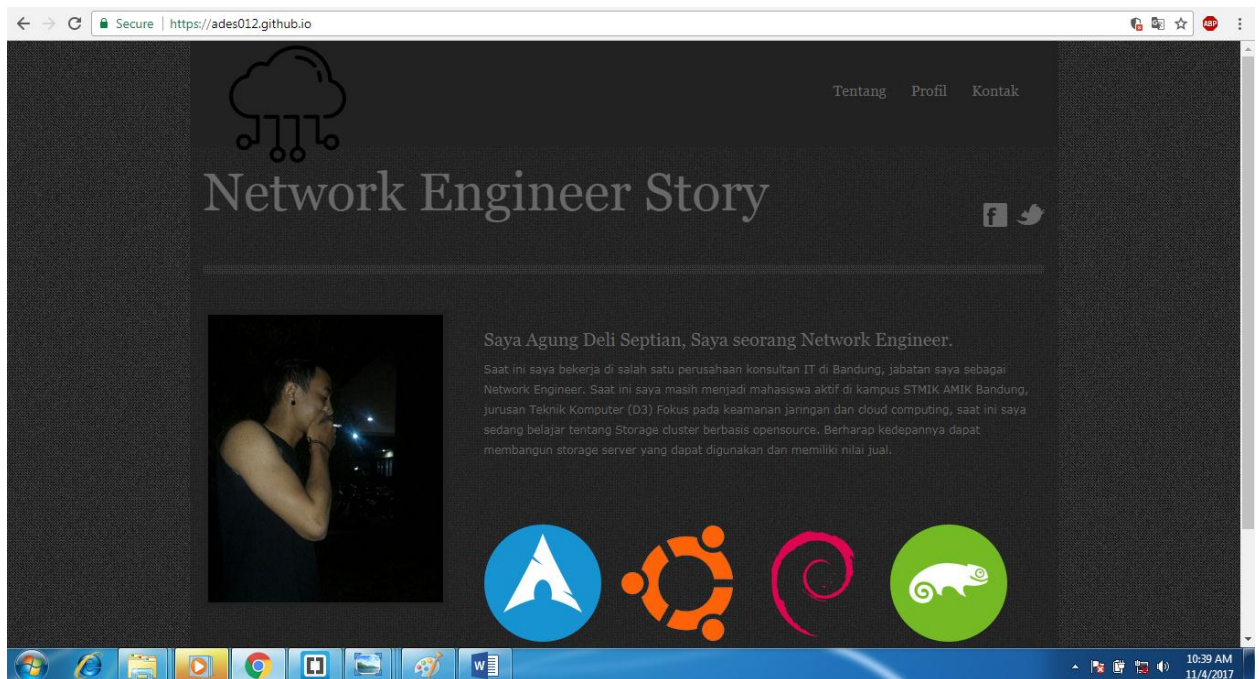 Secure | https://ades012.github.io
ABP
Tentang Profil Kontak
Network Engineer Story
Saya Agung Deli Septian, Saya seorang Network Engineer.
Saat ini saya bekerja di salah satu perusahaan konsultan IT di Bandung, jabatan saya sebagai
Network Engineer. Saat ini saya masih menjadi mahasiswa aktif di kampus STMIK AMIK Bandung,
jurusan Teknik Komputer (D3) Fokus pada keamanan jaringan dan cloud computing, saat ini saya
sedang belajar tentang Storage cluster berbasis opensource. Berharap kedepannya dapat
membangun storage server yang dapat digunakan dan memiliki nilai jual.
10:39 AM
11/4/2017